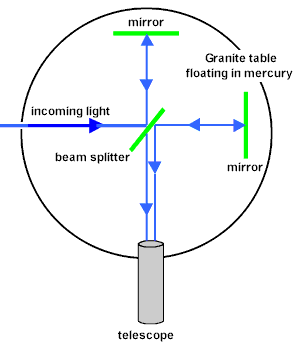 mirror
Granite table
floating in mercury
incoming light
beam splitter
mirror
telescope